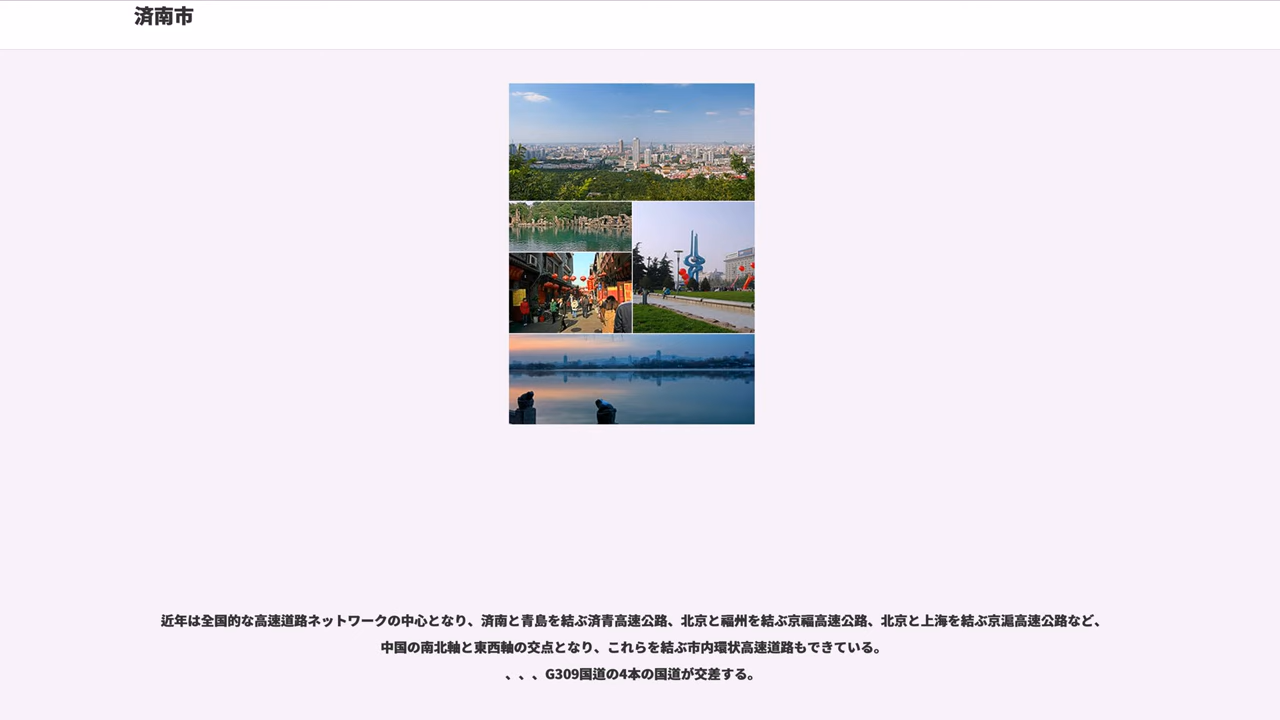 済南市
近年は全国的な高速道路ネットワークの中心となり、済南と青島を結ぶ済青高速公路、北京と福州を結ぶ京福高速公路、北京と上海を結ぶ京滬高速公路など、
中国の南北軸と東西軸の交点となり、これらを結ぶ市内環状高速道路もできている。
、、、G309国道の4本の国道が交差する。